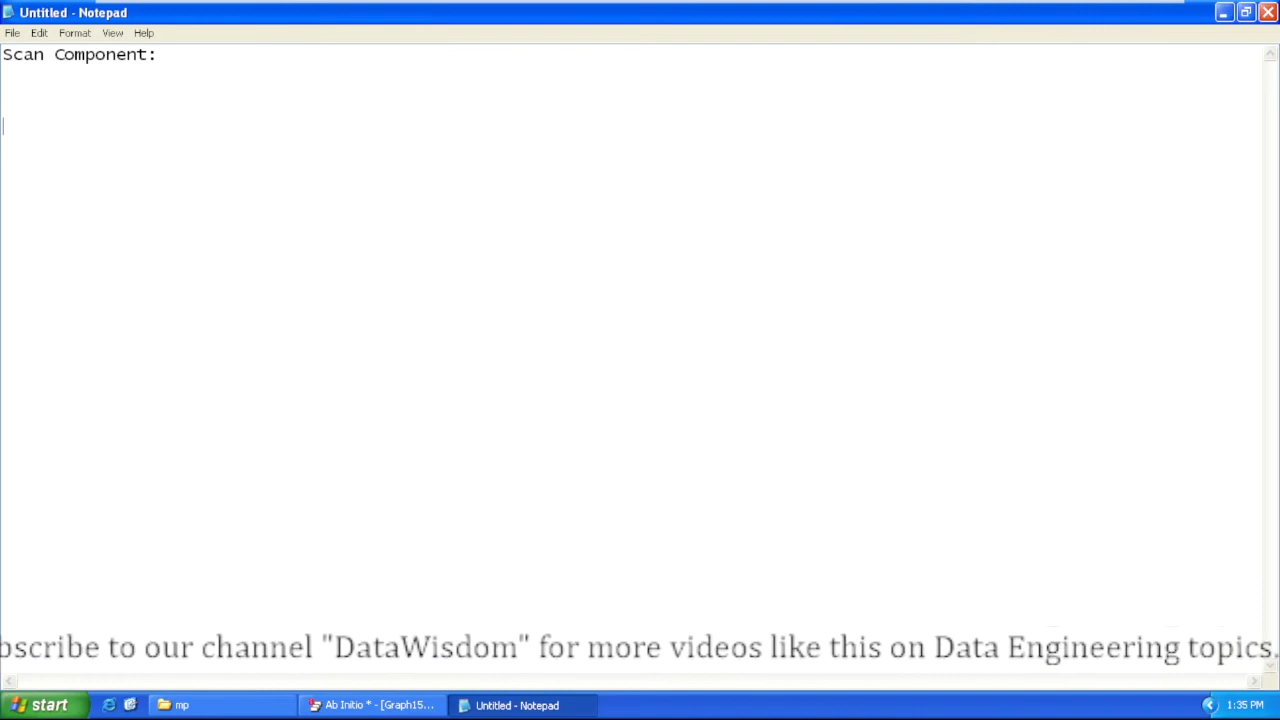 Untitled - Notepad
File Edit Format View Help
Scan Component:
bscribe to our channel "DataWisdom" for more videos like this on Data Engineering topics.
start mp Ab Initio * - [Graph15... Untitled - Notepad 1:35 PM